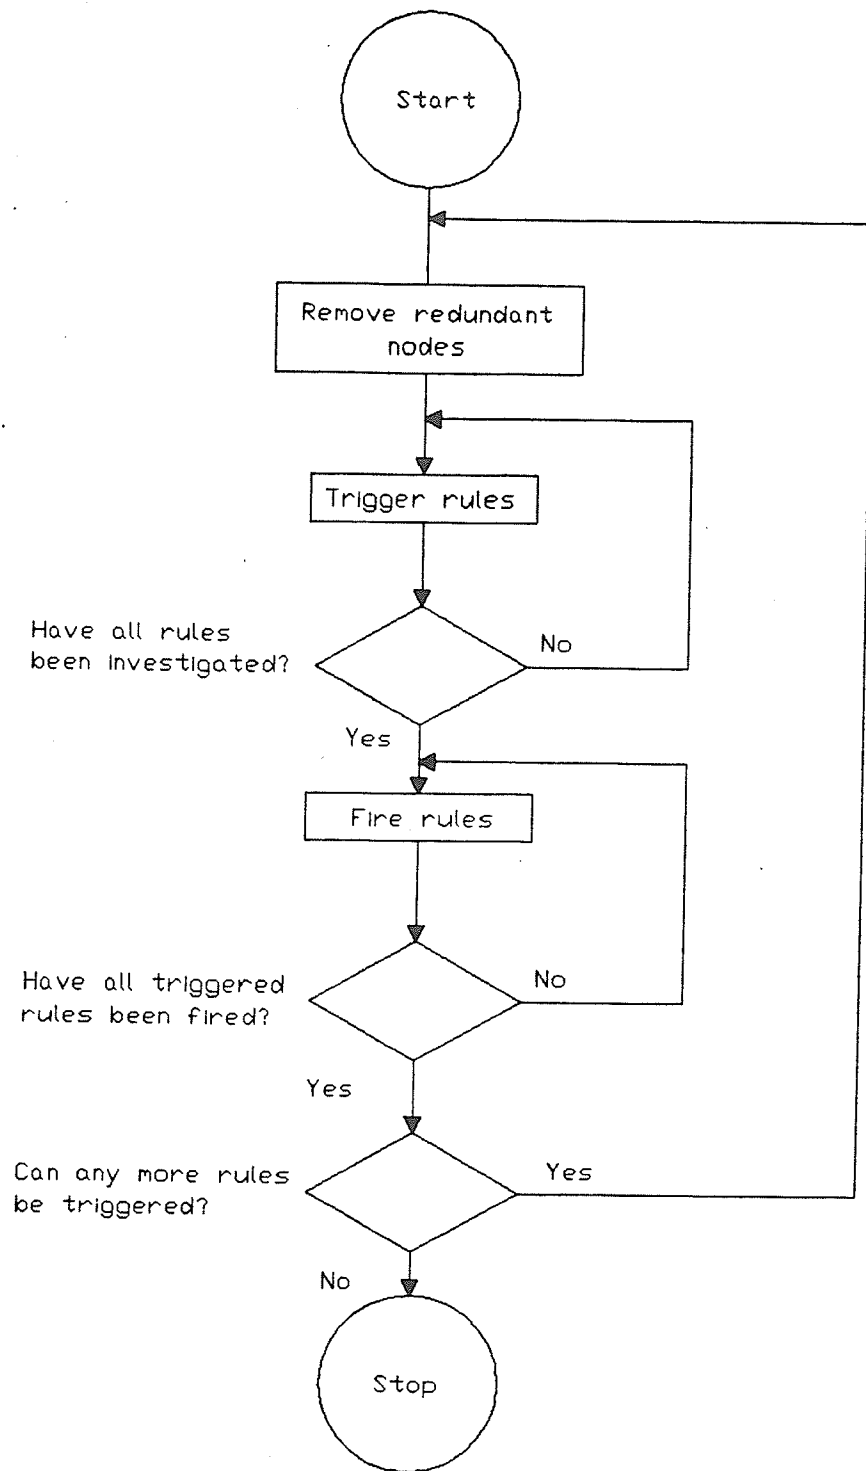 Start
Remove redundant
nodes
Trigger rules
Have all rules
been investigated?
No
Yes
Fire rules
Have all triggered
rules been fired?
No
Yes
Can any more rules
be triggered?
Yes
No
Stop